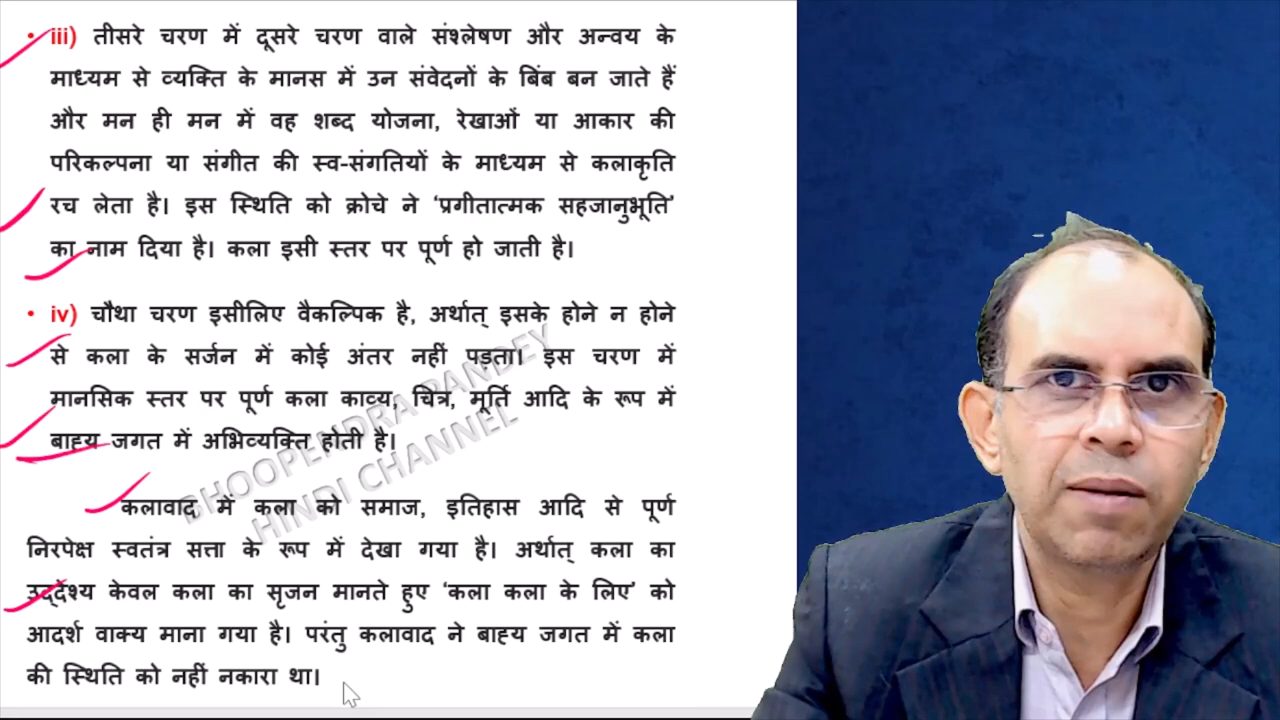 • iii) तीसरे चरण में दूसरे चरण वाले संश्लेषण और अन्वय के
माध्यम से व्यक्ति के मानस में उन संवेदनों के बिंब बन जाते हैं
और मन ही मन में वह शब्द योजना, रेखाओं या आकार की
परिकल्पना या संगीत की स्व-संगतियों के माध्यम से कलाकृति
रच लेता है। इस स्थिति को क्रोचे ने ‘प्रगीतात्मक सहजानुभूति’
का नाम दिया है। कला इसी स्तर पर पूर्ण हो जाती है।
• iv) चौथा चरण इसीलिए वैकल्पिक है, अर्थात् इसके होने न होने
से कला के सर्जन में कोई अंतर नहीं पड़ता। इस चरण में
मानसिक स्तर पर पूर्ण कला काव्य, चित्र, मूर्ति आदि के रूप में
बाह्य जगत में अभिव्यक्ति होती है।
कलावाद में कला को समाज, इतिहास आदि से पूर्ण
निरपेक्ष स्वतंत्र सत्ता के रूप में देखा गया है। अर्थात् कला का
उद्देश्य केवल कला का सृजन मानते हुए ‘कला कला के लिए’ को
आदर्श वाक्य माना गया है। परंतु कलावाद ने बाह्य जगत में कला
की स्थिति को नहीं नकारा था।
BHOOPENDRA PANDEY
HINDI CHANNEL